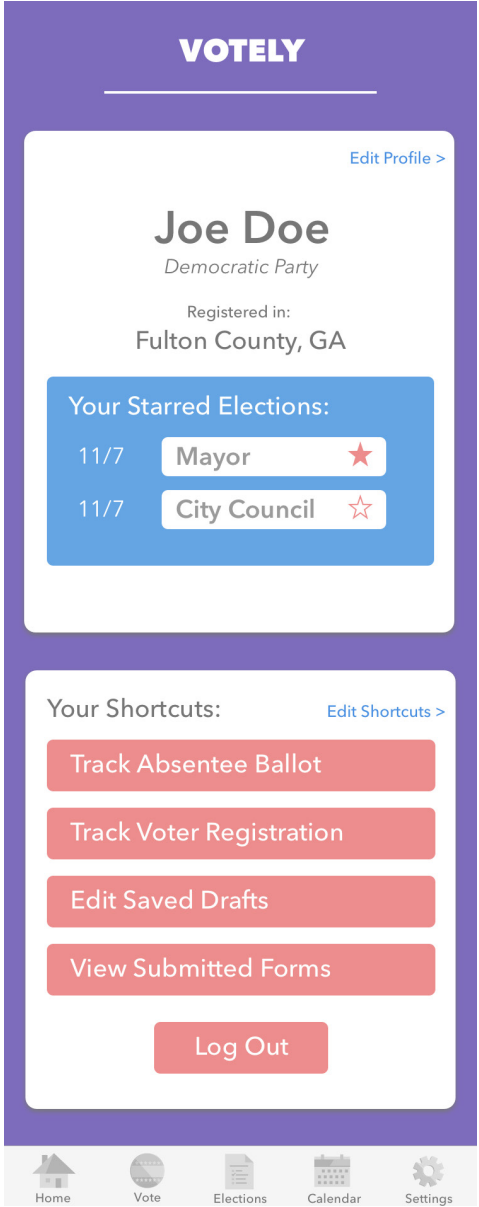 VOTELY
Edit Profile >
Joe Doe
Democratic Party
Registered in:
Fulton County, GA
Your Starred Elections:
11/7 Mayor
11/7 City Council
Your Shortcuts: Edit Shortcuts >
Track Absentee Ballot
Track Voter Registration
Edit Saved Drafts
View Submitted Forms
Log Out
Home Vote Elections Calendar Settings